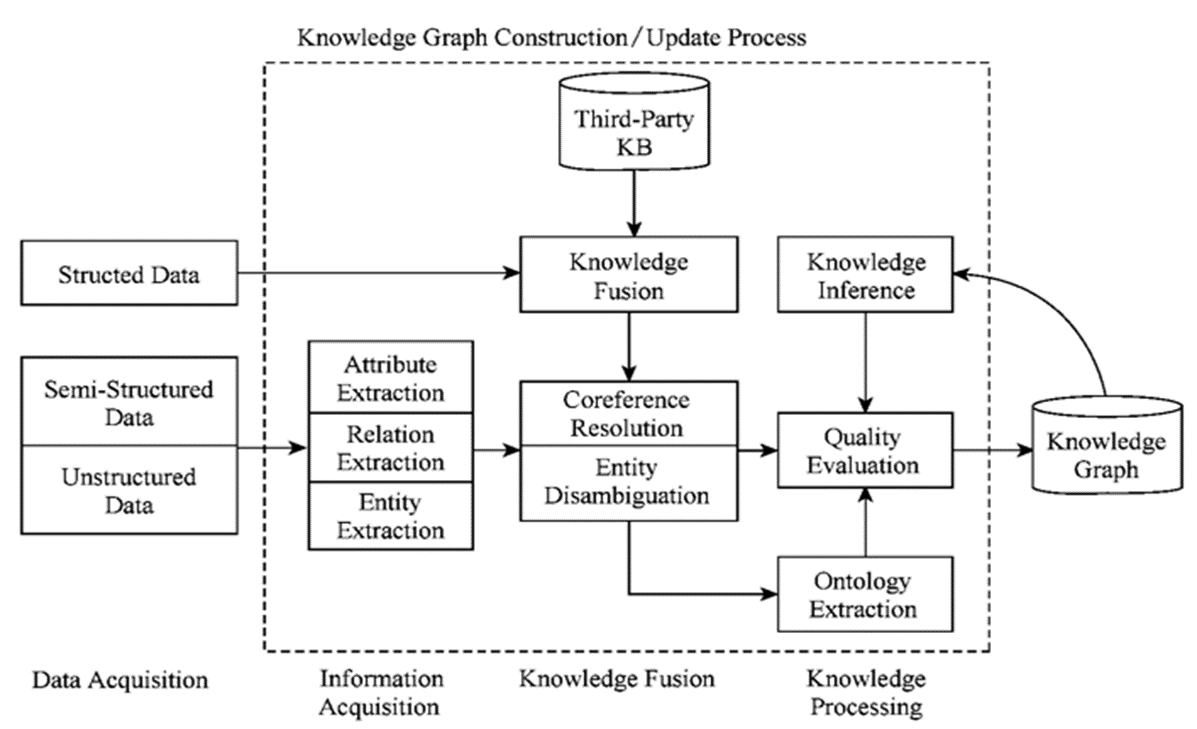 Knowledge Graph Construction/Update Process
Third-Party
KB
Structed Data
Knowledge
Fusion
Knowledge
Inference
Semi-Structured
Data
Unstructured
Data
Attribute
Extraction
Relation
Extraction
Entity
Extraction
Coreference
Resolution
Entity
Disambiguation
Quality
Evaluation
Knowledge
Graph
Ontology
Extraction
Data Acquisition
Information
Acquisition
Knowledge Fusion
Knowledge
Processing